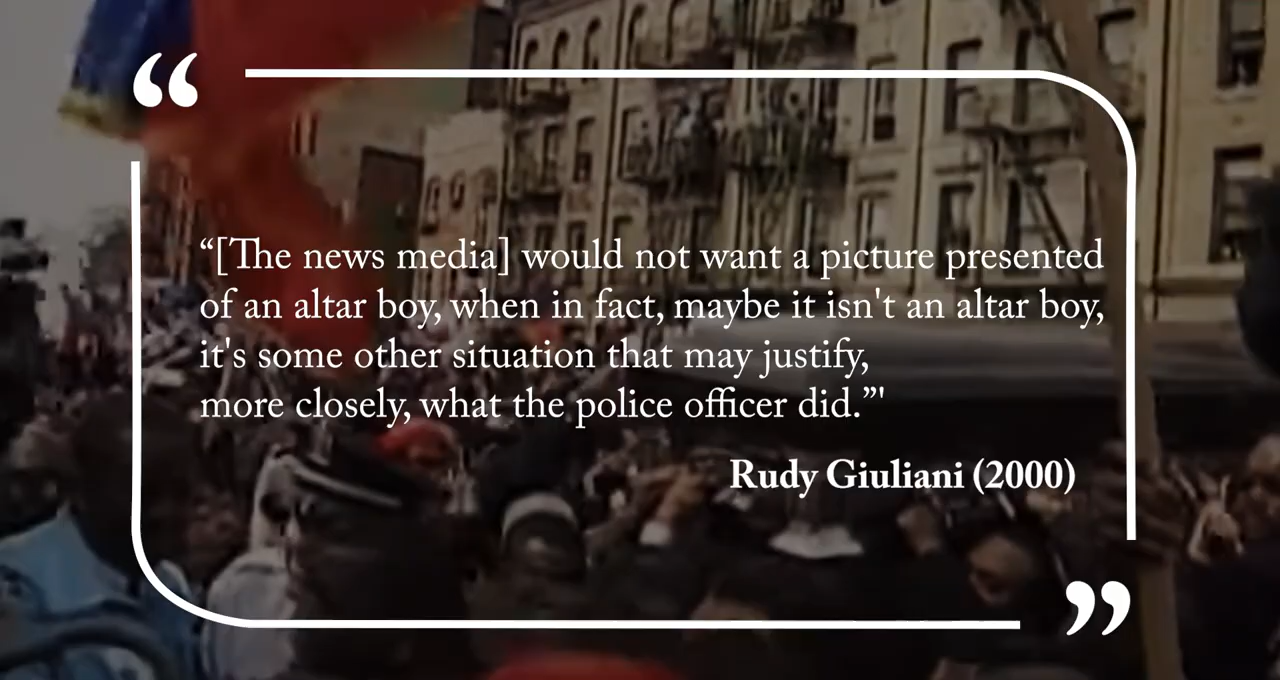 “[The news media] would not want a picture presented
of an altar boy, when in fact, maybe it isn't an altar boy,
it's some other situation that may justify,
more closely, what the police officer did.”'
Rudy Giuliani (2000)